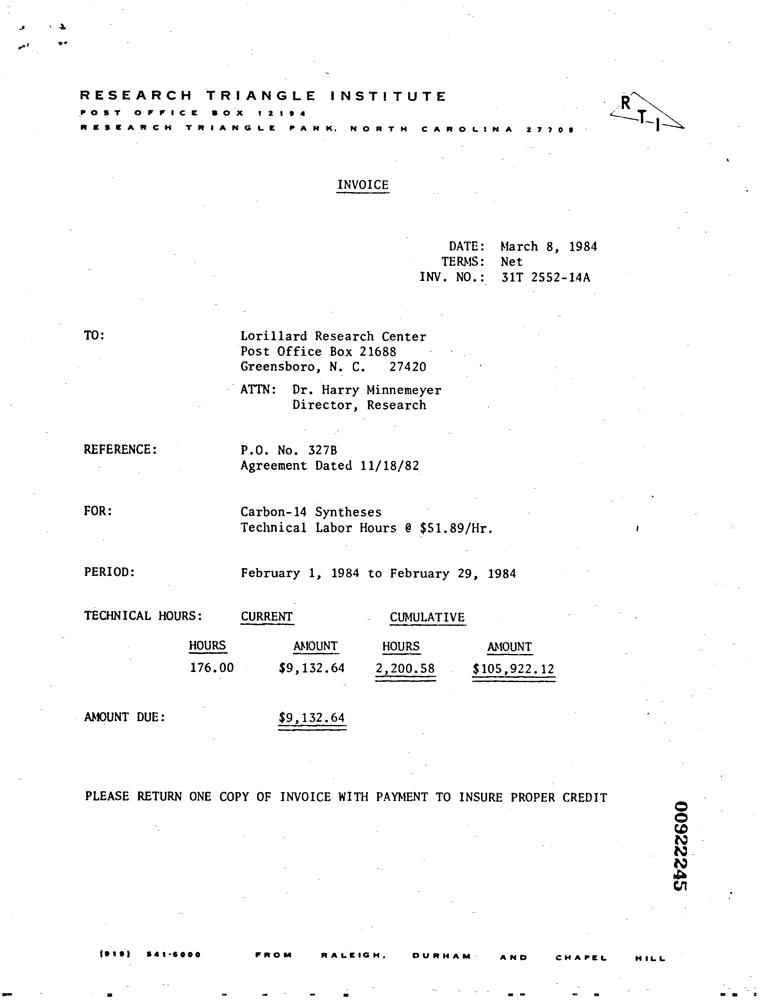 RESEARCH TRIANGLE INSTITUTE
POST OFFICE BOX 12194
RESEARCH TRIANGLE PARK, NORTH CAROLINA 27709
R T I
INVOICE
DATE: March 8, 1984
TERMS: Net
INV. NO.: 31T 2552-14A
TO: Lorillard Research Center
Post Office Box 21688
Greensboro, N. C. 27420
ATTN: Dr. Harry Minnemeyer
Director, Research
REFERENCE: P.O. No. 327B
Agreement Dated 11/18/82
FOR: Carbon-14 Syntheses
Technical Labor Hours @ $51.89/Hr.
PERIOD: February 1, 1984 to February 29, 1984
TECHNICAL HOURS: CURRENT CUMULATIVE
HOURS AMOUNT HOURS AMOUNT
176.00 $9,132.64 2,200.58 $105,922.12
AMOUNT DUE: $9,132.64
PLEASE RETURN ONE COPY OF INVOICE WITH PAYMENT TO INSURE PROPER CREDIT
00922245
(919) 541-6000 FROM RALEIGH, DURHAM AND CHAPEL HILL